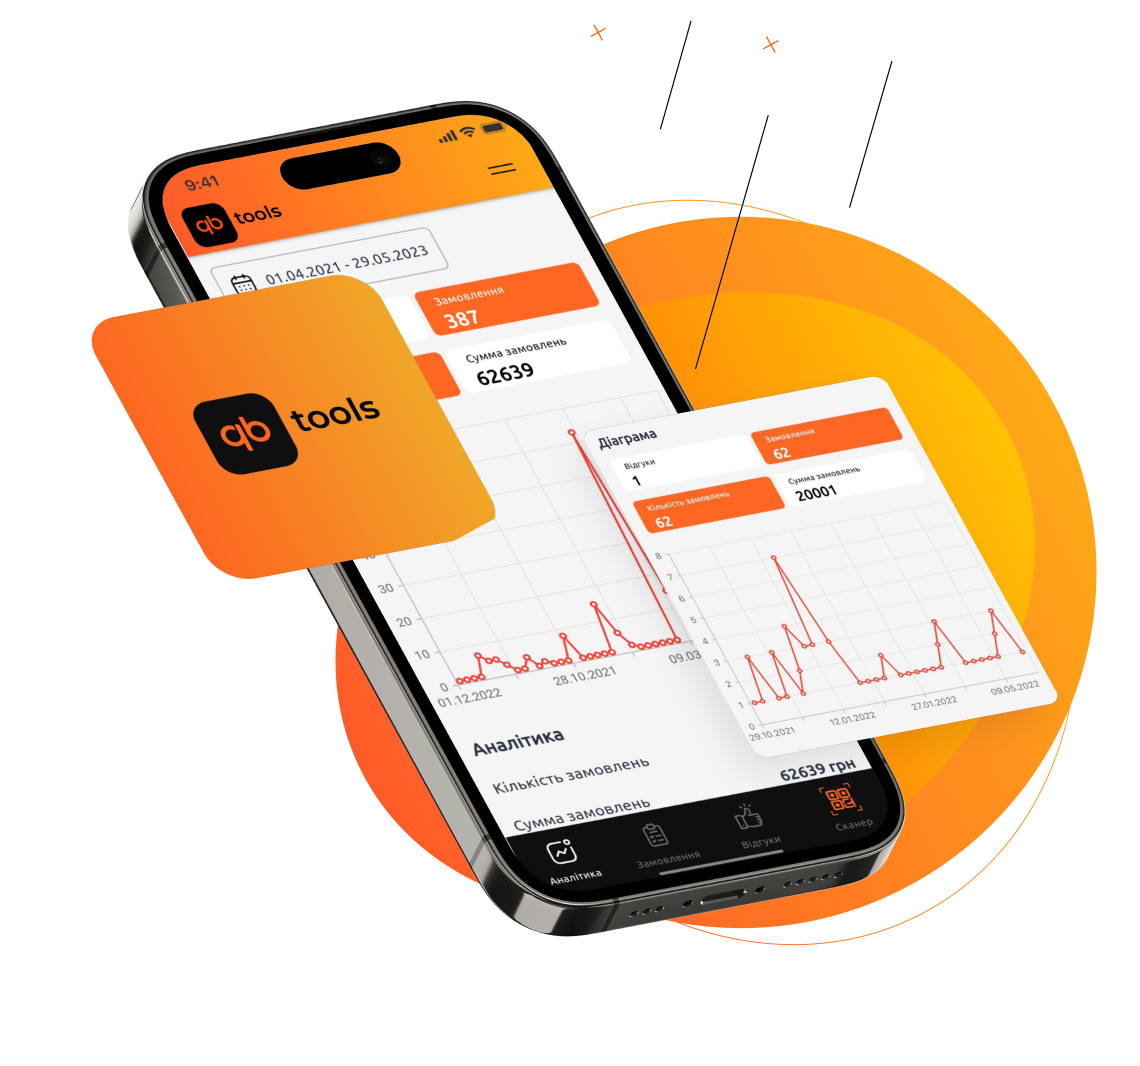 9:41
qb tools
01.04.2021 - 29.05.2023
Замовлення
387
Сумма замовлень
62639
qb tools
30
20
10
0
01.12.2022
28.10.2021
09.03
Аналітика
Кількість замовлень
62639 грн
Сумма замовлень
Аналітика
Замовлення
Відгуки
Сканер
Діаграма
Відгуки
1
Замовлення
62
Кількість замовлень
62
Сумма замовлень
20001
8
7
6
5
4
3
2
1
0
29.10.2021
12.01.2022
27.01.2022
09.05.2022